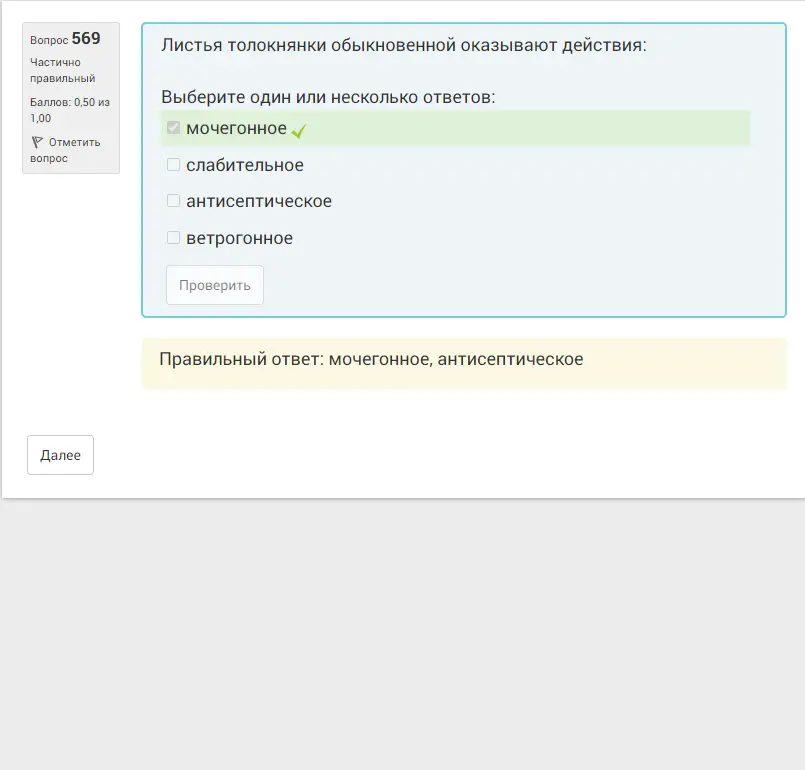 Вопрос 569
Частично
правильный
Баллов: 0,50 из
1,00
Отметить
вопрос
Листья толокнянки обыкновенной оказывают действия:
Выберите один или несколько ответов:
мочегонное
слабительное
антисептическое
ветрогонное
Проверить
Правильный ответ: мочегонное, антисептическое
Далее